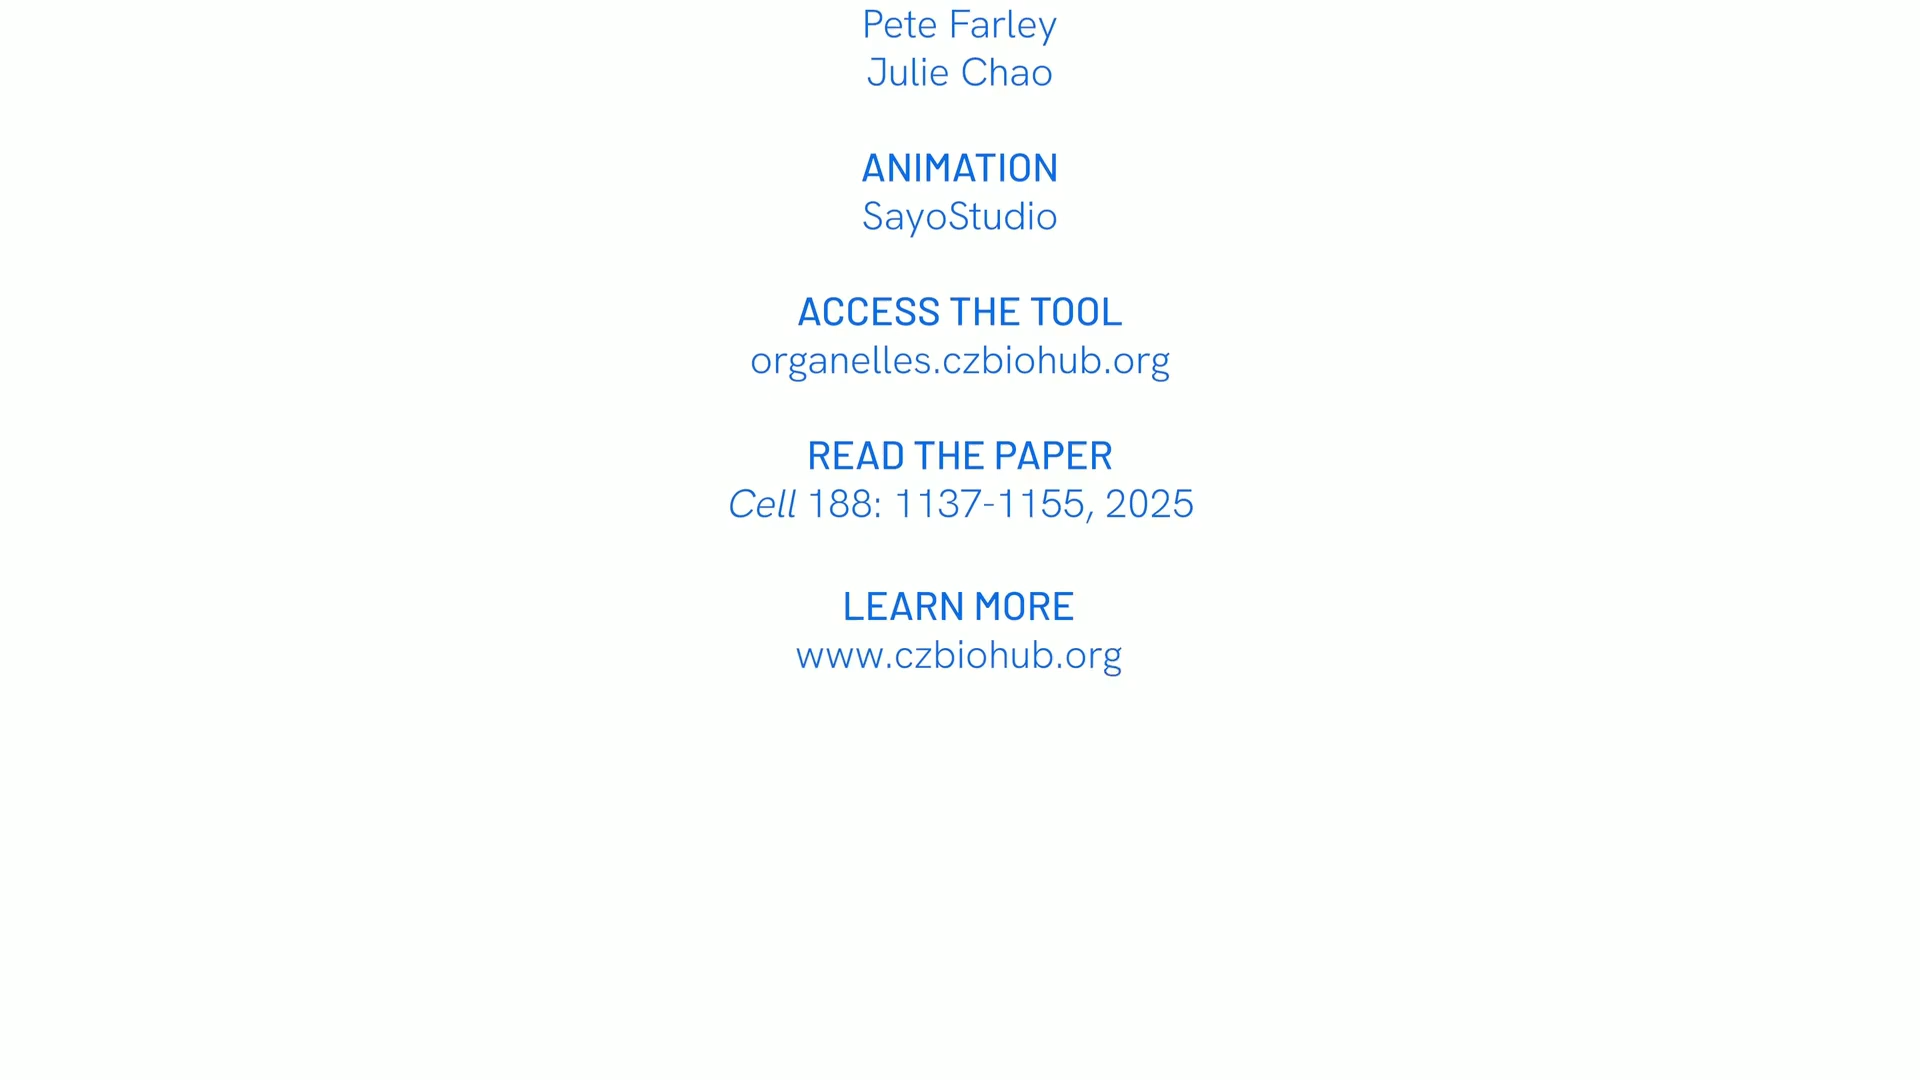 Pete Farley
Julie Chao
ANIMATION
SayoStudio
ACCESS THE TOOL
organelles.czbiohub.org
READ THE PAPER
Cell 188: 1137-1155, 2025
LEARN MORE
www.czbiohub.org